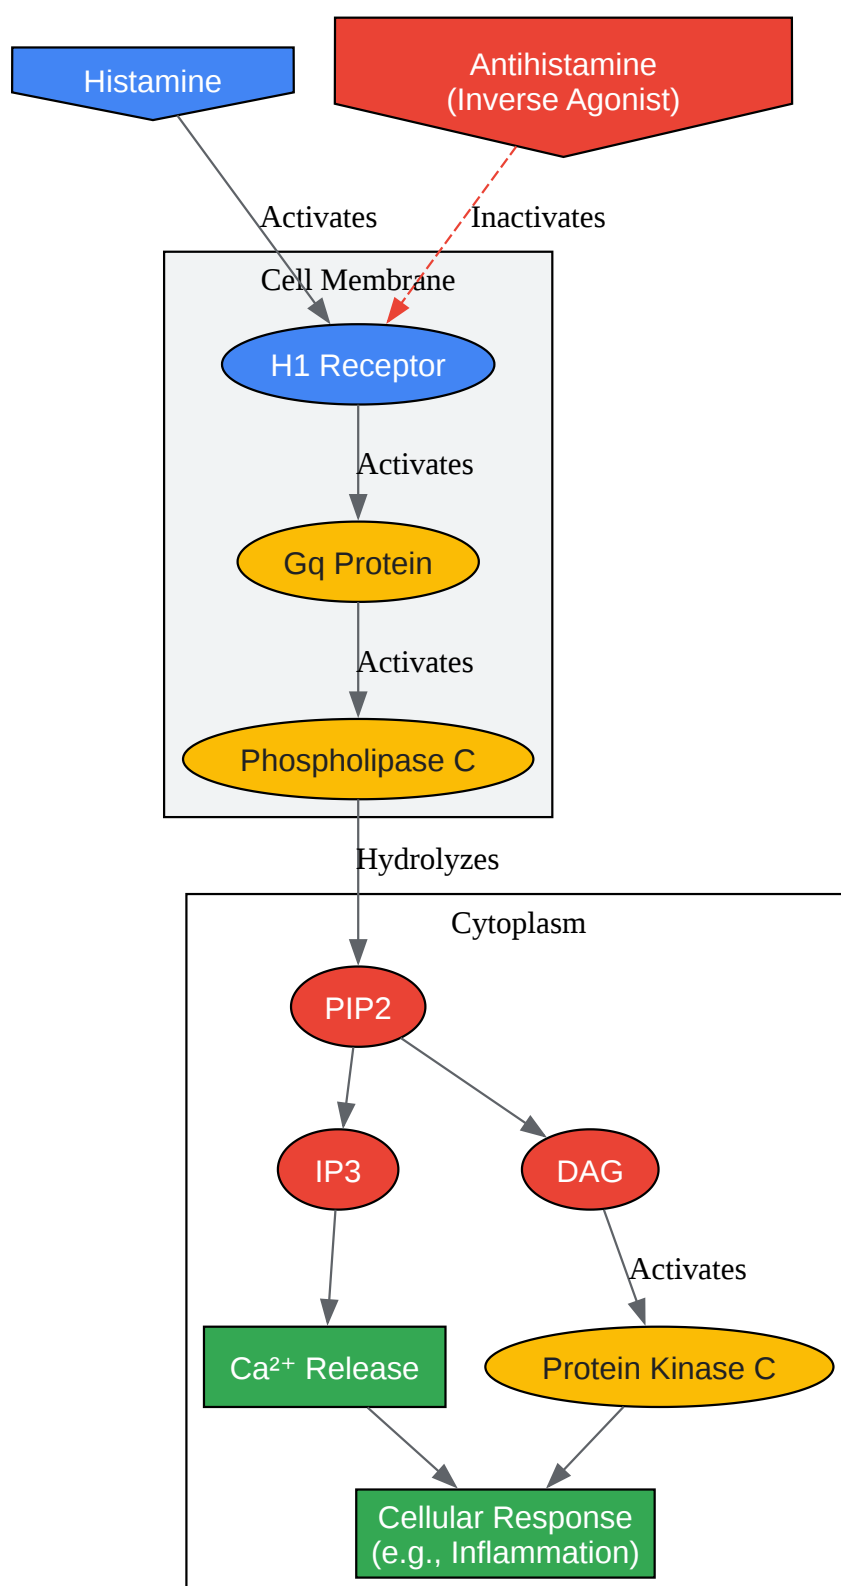 Histamine
Antihistamine
(Inverse Agonist)
Activates
Inactivates
Cell Membrane
H1 Receptor
Activates
Gq Protein
Activates
Phospholipase C
Hydrolyzes
Cytoplasm
PIP2
IP3
DAG
Activates
Ca²⁺ Release
Protein Kinase C
Cellular Response
(e.g., Inflammation)